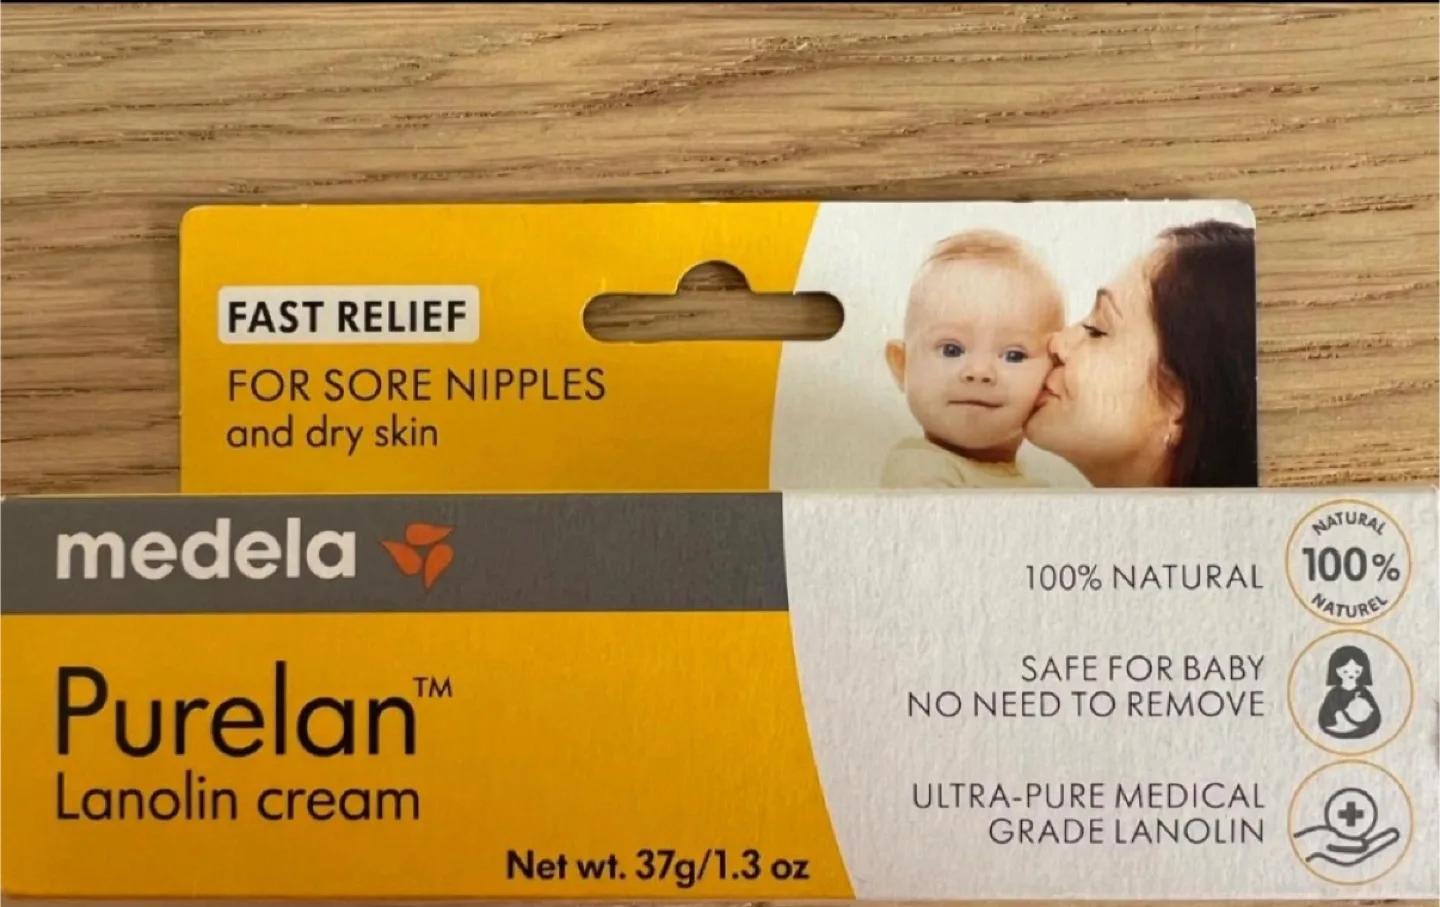 FAST RELIEF
FOR SORE NIPPLES
and dry skin
medela
Purelan™
Lanolin cream
Net wt. 37g/1.3 oz
100% NATURAL
NATURAL
100%
NATUREL
SAFE FOR BABY
NO NEED TO REMOVE
ULTRA-PURE MEDICAL
GRADE LANOLIN